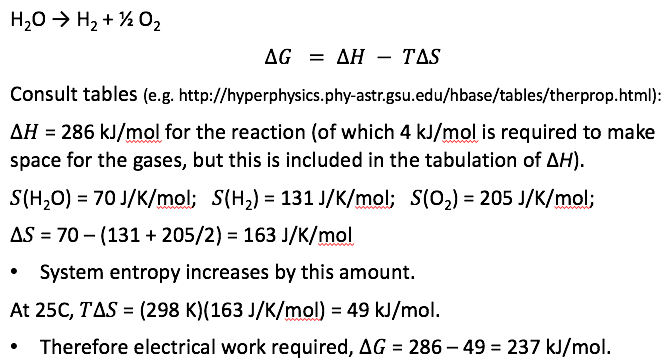 H₂O → H₂ + ½ O₂
ΔG = ΔH − TΔS
Consult tables (e.g. http://hyperphysics.phy-astr.gsu.edu/hbase/tables/therprop.html):
ΔH = 286 kJ/mol for the reaction (of which 4 kJ/mol is required to make
space for the gases, but this is included in the tabulation of ΔH).
S(H₂O) = 70 J/K/mol; S(H₂) = 131 J/K/mol; S(O₂) = 205 J/K/mol;
ΔS = 70 – (131 + 205/2) = 163 J/K/mol
• System entropy increases by this amount.
At 25C, TΔS = (298 K)(163 J/K/mol) = 49 kJ/mol.
• Therefore electrical work required, ΔG = 286 – 49 = 237 kJ/mol.